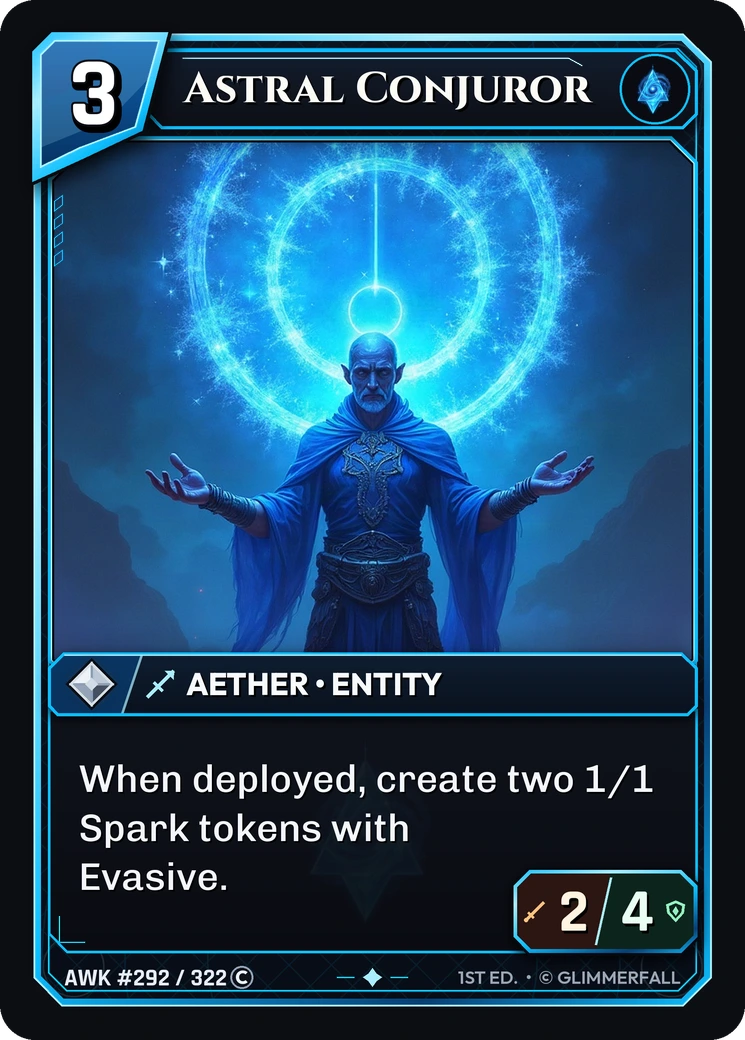 3
ASTRAL CONJUROR
AETHER • ENTITY
When deployed, create two 1/1
Spark tokens with
Evasive.
2/4
AWK #292 / 322 Ⓒ
1ST ED. • © GLIMMERFALL